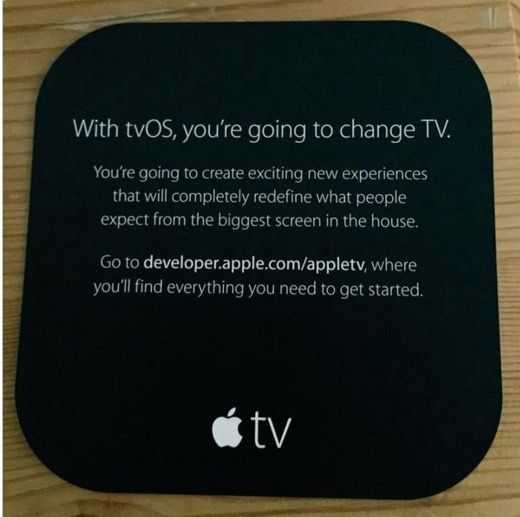 With tvOS, you're going to change TV.
You're going to create exciting new experiences
that will completely redefine what people
expect from the biggest screen in the house.
Go to developer.apple.com/appletv, where
you'll find everything you need to get started.
tv